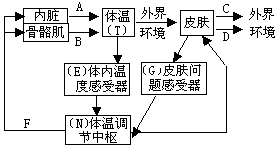 内脏 A 体温 外界 皮肤 C 外界
骨骼肌 B (T) 环境 D 环境
(E)体内温 (G)皮肤问
度感受器 题感受器
F (N)体温调
节中枢